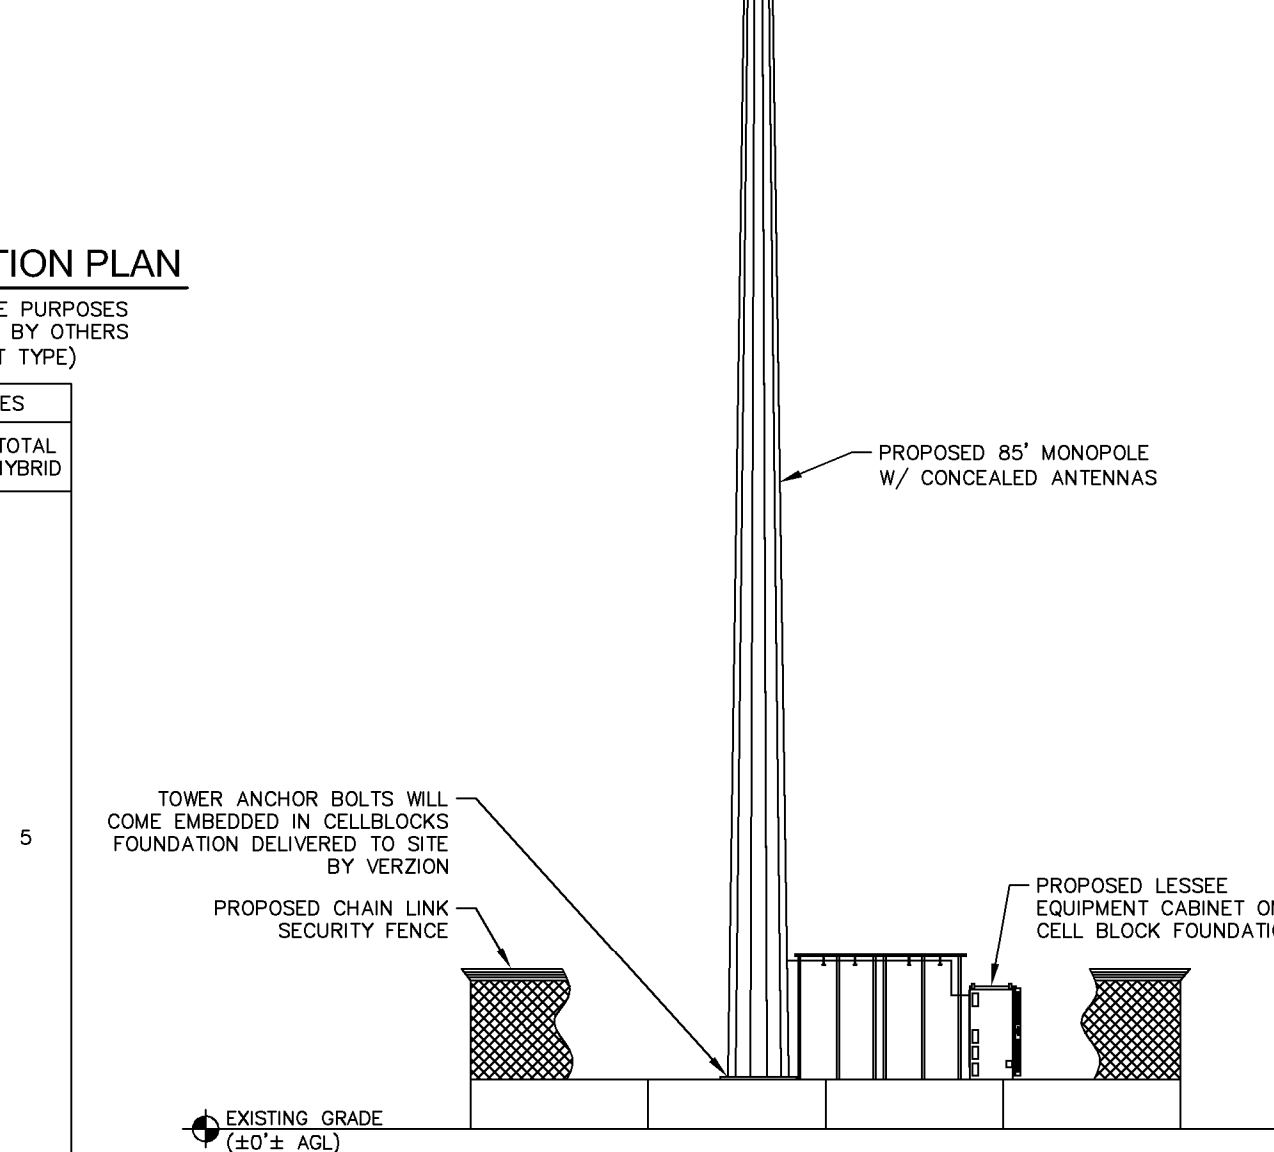 TION PLAN
E PURPOSES
BY OTHERS
T TYPE)
ES
TOTAL
HYBRID
5
PROPOSED 85' MONOPOLE
W/ CONCEALED ANTENNAS
TOWER ANCHOR BOLTS WILL
COME EMBEDDED IN CELLBLOCKS
FOUNDATION DELIVERED TO SITE
BY VERZION
PROPOSED CHAIN LINK
SECURITY FENCE
PROPOSED LESSEE
EQUIPMENT CABINET ON
CELL BLOCK FOUNDATI
EXISTING GRADE
(±0'± AGL)